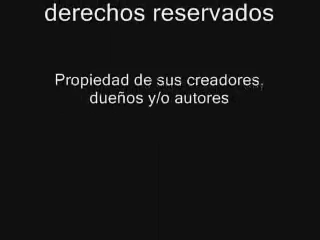 derechos reservados
Propiedad de sus creadores,
dueños y/o autores